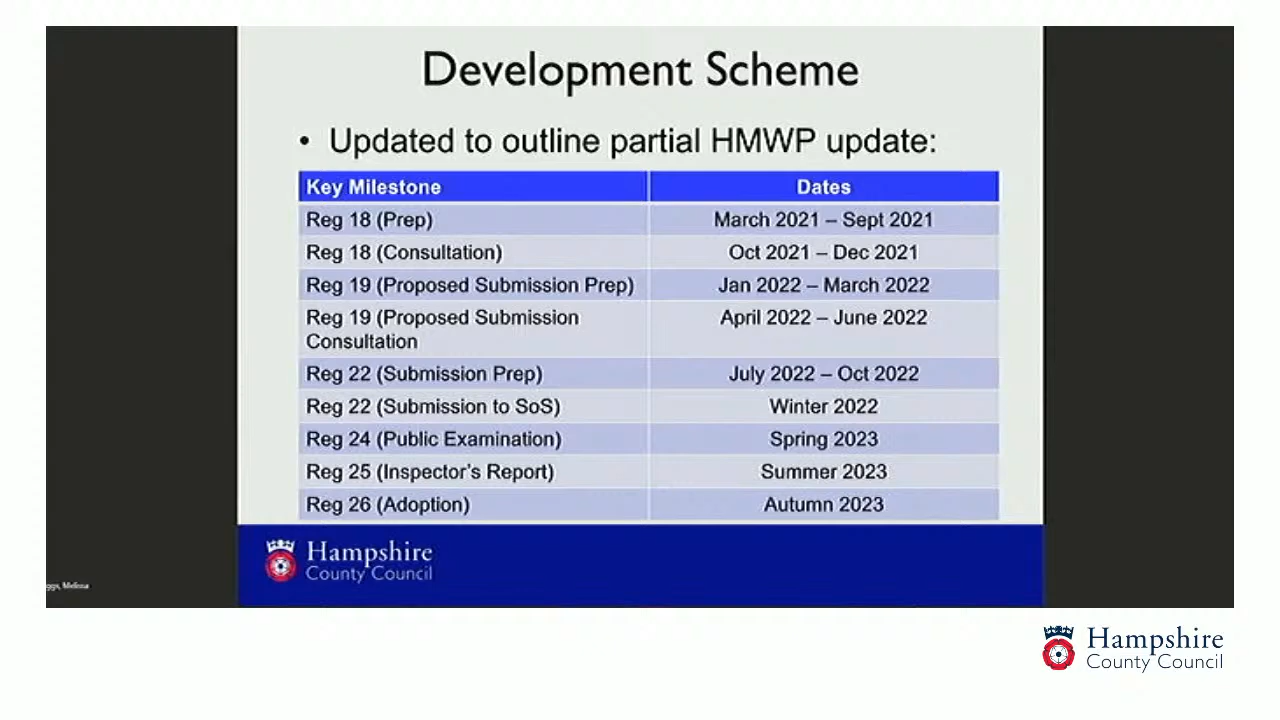 Development Scheme
• Updated to outline partial HMWP update:
Key Milestone Dates
Reg 18 (Prep) March 2021 – Sept 2021
Reg 18 (Consultation) Oct 2021 – Dec 2021
Reg 19 (Proposed Submission Prep) Jan 2022 – March 2022
Reg 19 (Proposed Submission April 2022 – June 2022
Consultation
Reg 22 (Submission Prep) July 2022 – Oct 2022
Reg 22 (Submission to SoS) Winter 2022
Reg 24 (Public Examination) Spring 2023
Reg 25 (Inspector's Report) Summer 2023
Reg 26 (Adoption) Autumn 2023
Hampshire
County Council
ggs, Melissa
Hampshire
County Council